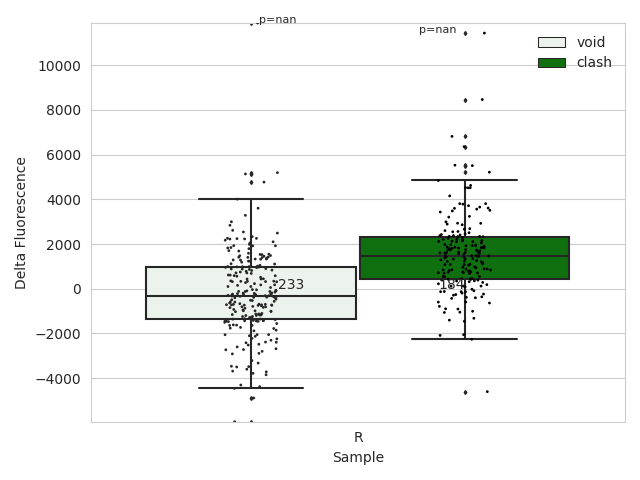 p=nan
p=nan
void
clash
10000
8000
6000
4000
2000
0
−2000
−4000
Delta Fluorescence
233
184
R
Sample